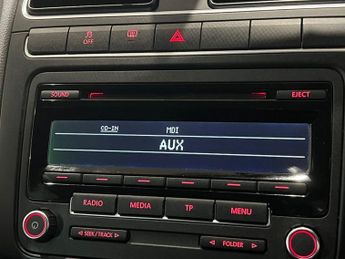 OFF
SOUND
EJECT
CD-IN MDI
AUX
RADIO MEDIA TP MENU
SEEK/TRACK
FOLDER